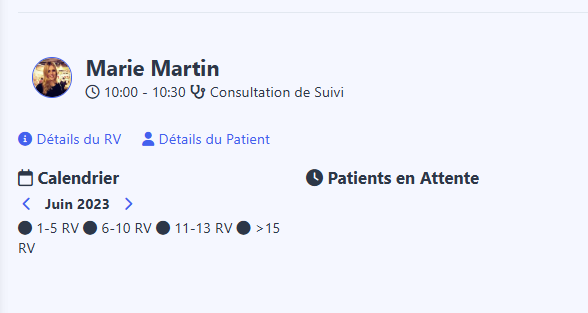 Marie Martin
10:00 - 10:30 Consultation de Suivi
Détails du RV Détails du Patient
Calendrier
Juin 2023
1-5 RV 6-10 RV 11-13 RV >15
RV
Patients en Attente